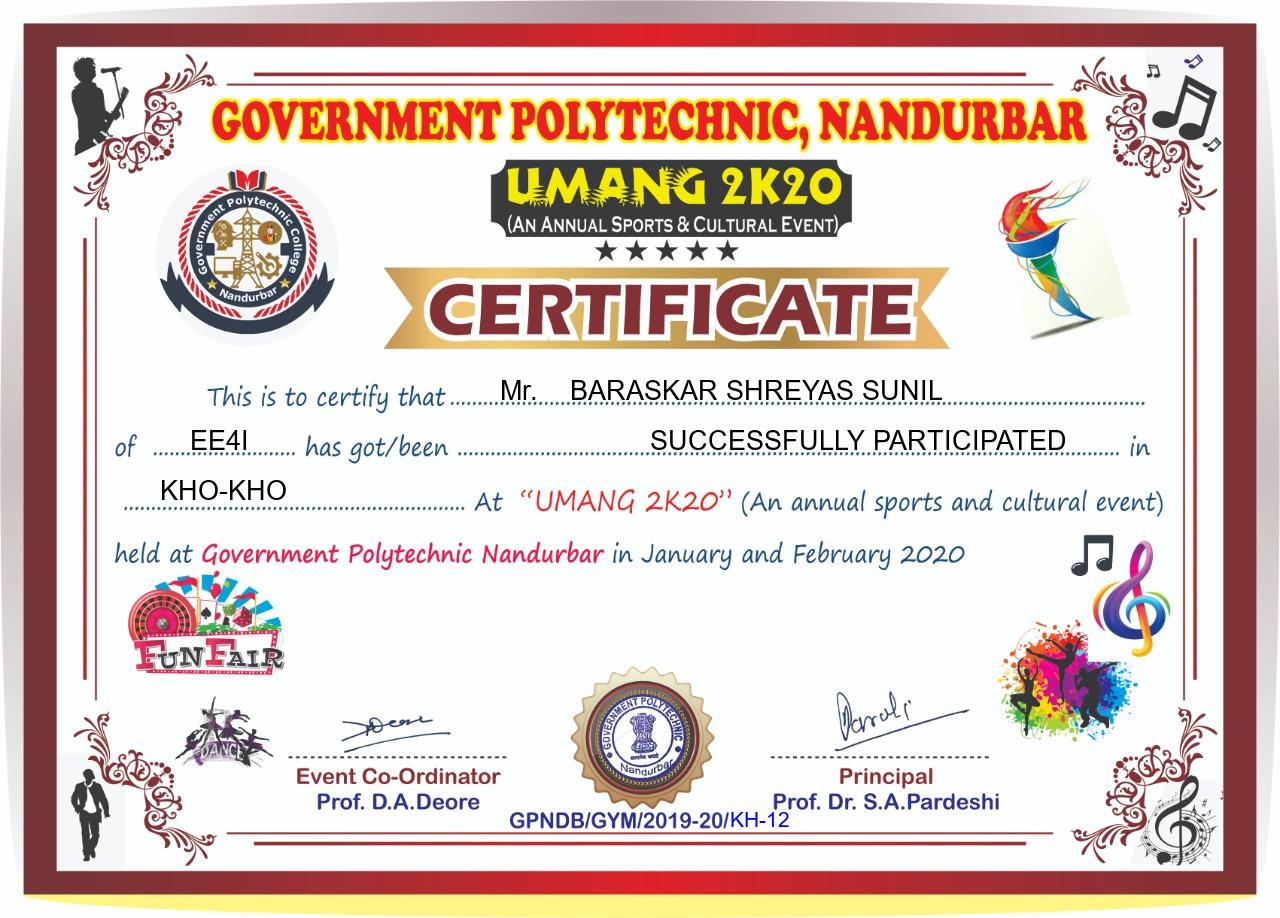 GOVERNMENT POLYTECHNIC, NANDURBAR
UMANG 2K20
(AN ANNUAL SPORTS & CULTURAL EVENT)
Government Polytechnic College
Nandurbar
CERTIFICATE
This is to certify that Mr. BARASKAR SHREYAS SUNIL
of EE4I has got/been SUCCESSFULLY PARTICIPATED in
KHO-KHO At “UMANG 2K20” (An annual sports and cultural event)
held at Government Polytechnic Nandurbar in January and February 2020
FUN FAIR
DANCE
GOVERNMENT POLYTECHNIC
Nandurbar
Event Co-Ordinator
Prof. D.A.Deore
Principal
Prof. Dr. S.A.Pardeshi
GPNDB/GYM/2019-20/KH-12